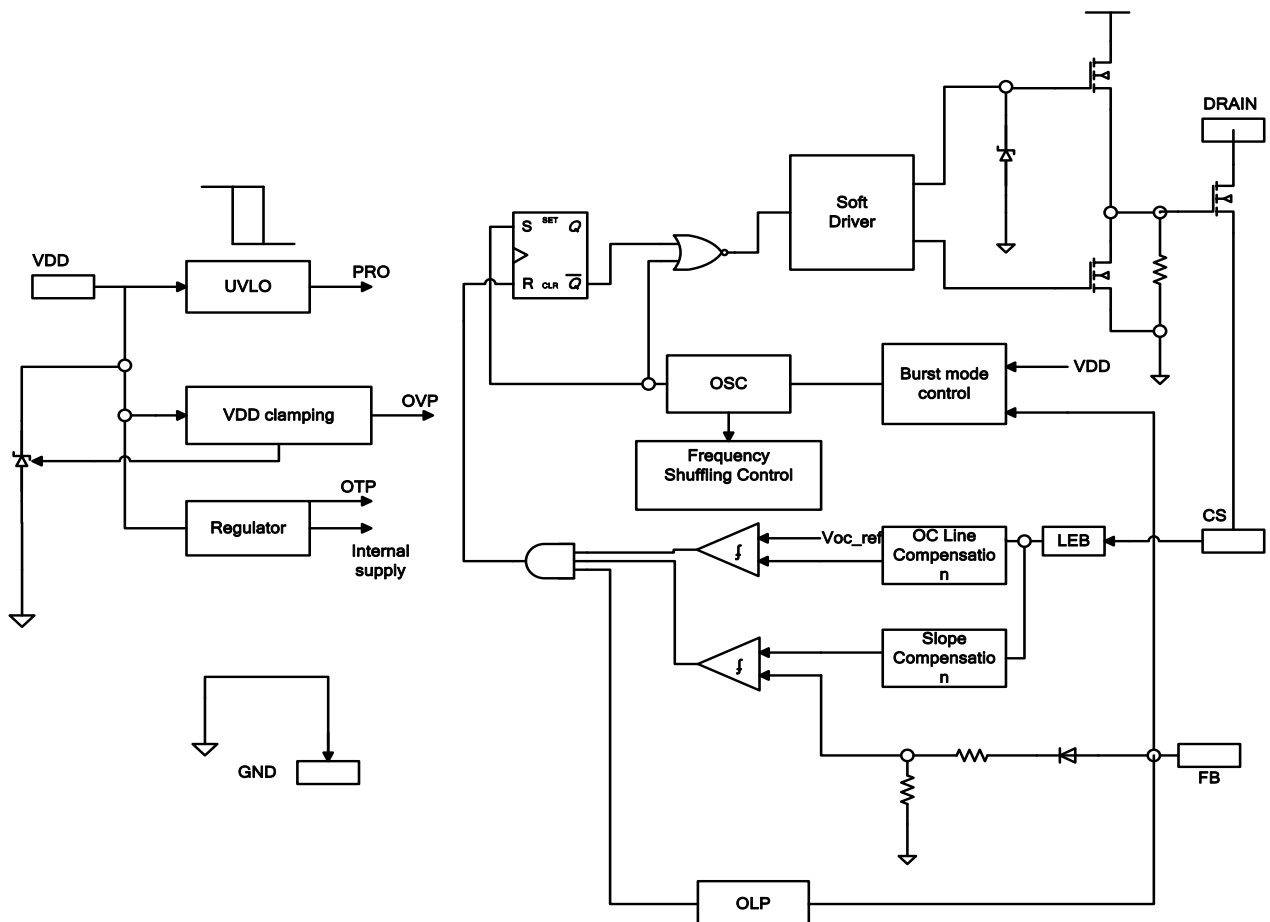 DRAIN
Soft
Driver
S
SET
Q
R
CLR
Q
VDD
UVLO
PRO
VDD clamping
OVP
OTP
Regulator
Internal
supply
OSC
Burst mode
control
VDD
Frequency
Shuffling Control
Voc_ref
OC Line
Compensatio
n
LEB
CS
Slope
Compensatio
n
GND
FB
OLP